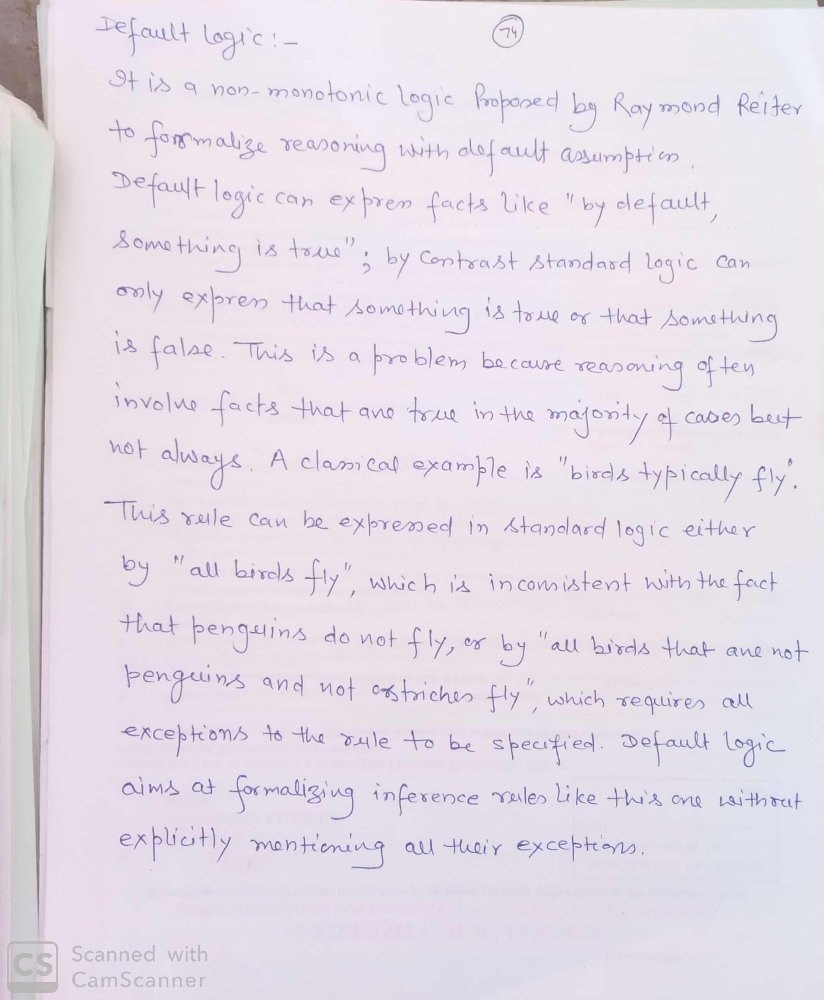 Default logic:-
74
It is a non-monotonic logic Proposed by Raymond Reiter
to formalize reasoning with default assumption.
Default logic can express facts like "by default,
something is true"; by contrast standard logic can
only express that something is true or that something
is false. This is a problem because reasoning often
involve facts that are true in the majority of cases but
not always. A classical example is "birds typically fly".
This rule can be expressed in standard logic either
by "all birds fly", which is inconsistent with the fact
that penguins do not fly, or by "all birds that are not
penguins and not ostriches fly", which requires all
exceptions to the rule to be specified. Default logic
aims at formalizing inference rules like this one without
explicitly mentioning all their exceptions.
CS
Scanned with
CamScanner